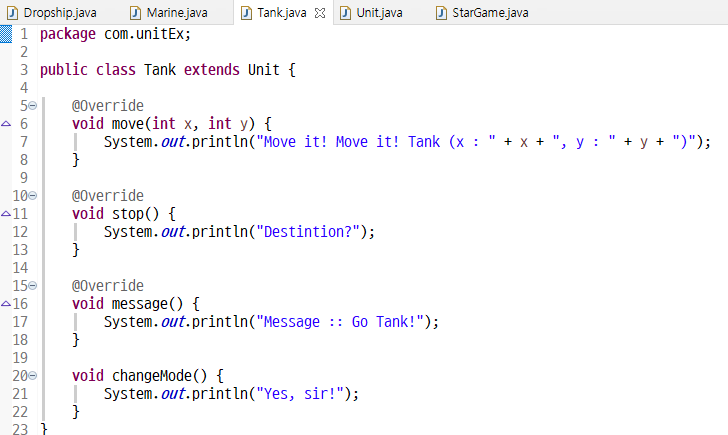 Dropship.java Marine.java Tank.java Unit.java StarGame.java
1 package com.unitEx;
2
3 public class Tank extends Unit {
4
5 @Override
6 void move(int x, int y) {
7 System.out.println("Move it! Move it! Tank (x : " + x + ", y : " + y + ")");
8 }
9
10 @Override
11 void stop() {
12 System.out.println("Destintion?");
13 }
14
15 @Override
16 void message() {
17 System.out.println("Message :: Go Tank!");
18 }
19
20 void changeMode() {
21 System.out.println("Yes, sir!");
22 }
23 }